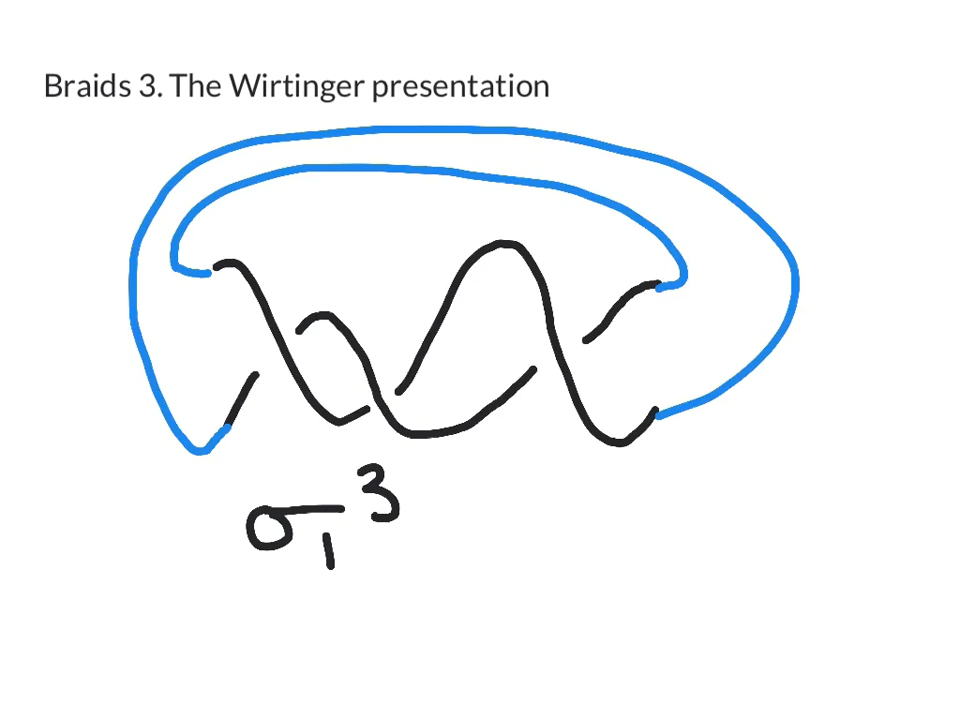 Braids 3. The Wirtinger presentation
σ₁³